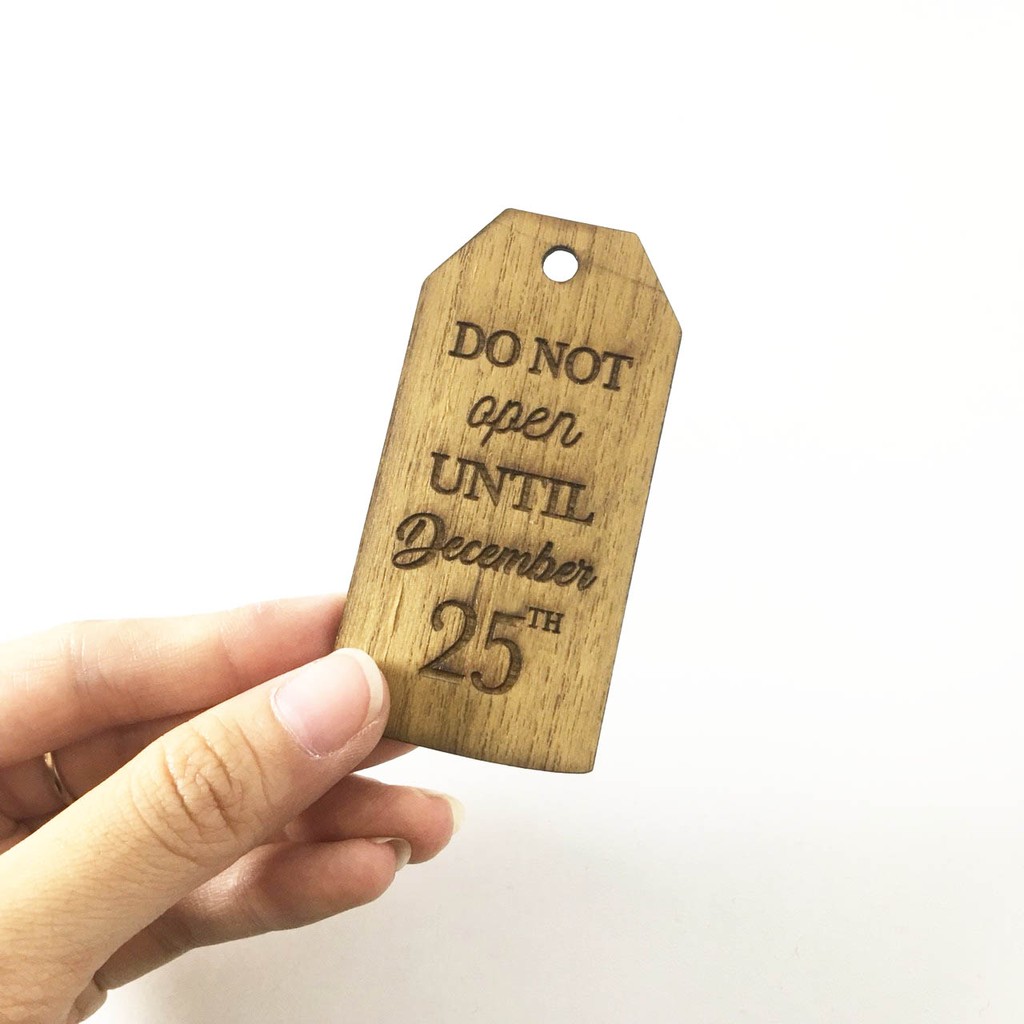 DO NOT
open
UNTIL
December
25TH